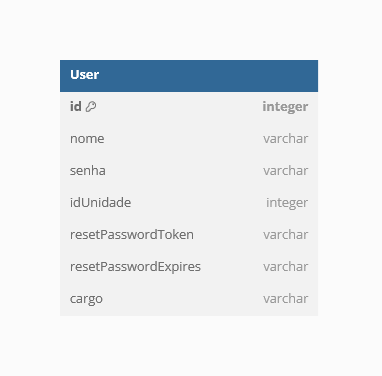 User
id integer
nome varchar
senha varchar
idUnidade integer
resetPasswordToken varchar
resetPasswordExpires varchar
cargo varchar